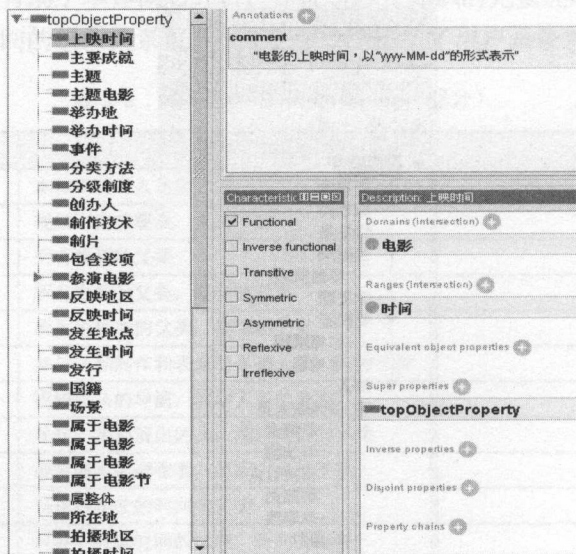 topObjectProperty
上映时间
主要成就
主题
主题电影
举办地
举办时间
事件
分类方法
分级制度
创办人
制作技术
制片
包含奖项
参演电影
反映地区
反映时间
发生地点
发生时间
发行
国籍
场景
属于电影
属于电影
属于电影
属于电影节
属整体
所在地
拍摄地区
拍摄时间
Annotations
comment
"电影的上映时间，以"yyyy-MM-dd"的形式表示"
Characteristic
Functional
Inverse functional
Transitive
Symmetric
Asymmetric
Reflexive
Irreflexive
Description: 上映时间
Domains (intersection)
电影
Ranges (intersection)
时间
Equivalent object properties
Super properties
topObjectProperty
Inverse properties
Disjoint properties
Property chains